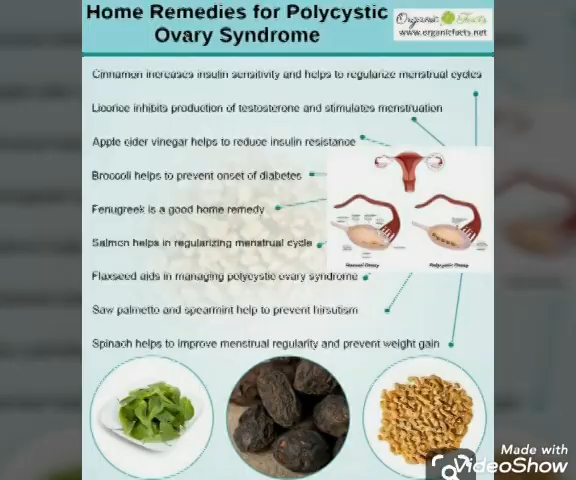 Home Remedies for Polycystic
Ovary Syndrome
Organic Facts
www.organicfacts.net
Cinnamon increases insulin sensitivity and helps to regularize menstrual cycles
Licorice inhibits production of testosterone and stimulates menstruation
Apple cider vinegar helps to reduce insulin resistance
Broccoli helps to prevent onset of diabetes
Fenugreek is a good home remedy
Salmon helps in regularizing menstrual cycle
Flaxseed aids in managing polycystic ovary syndrome
Saw palmetto and spearmint help to prevent hirsutism
Spinach helps to improve menstrual regularity and prevent weight gain
Normal Ovary
Polycystic Ovary
Made with
VideoShow